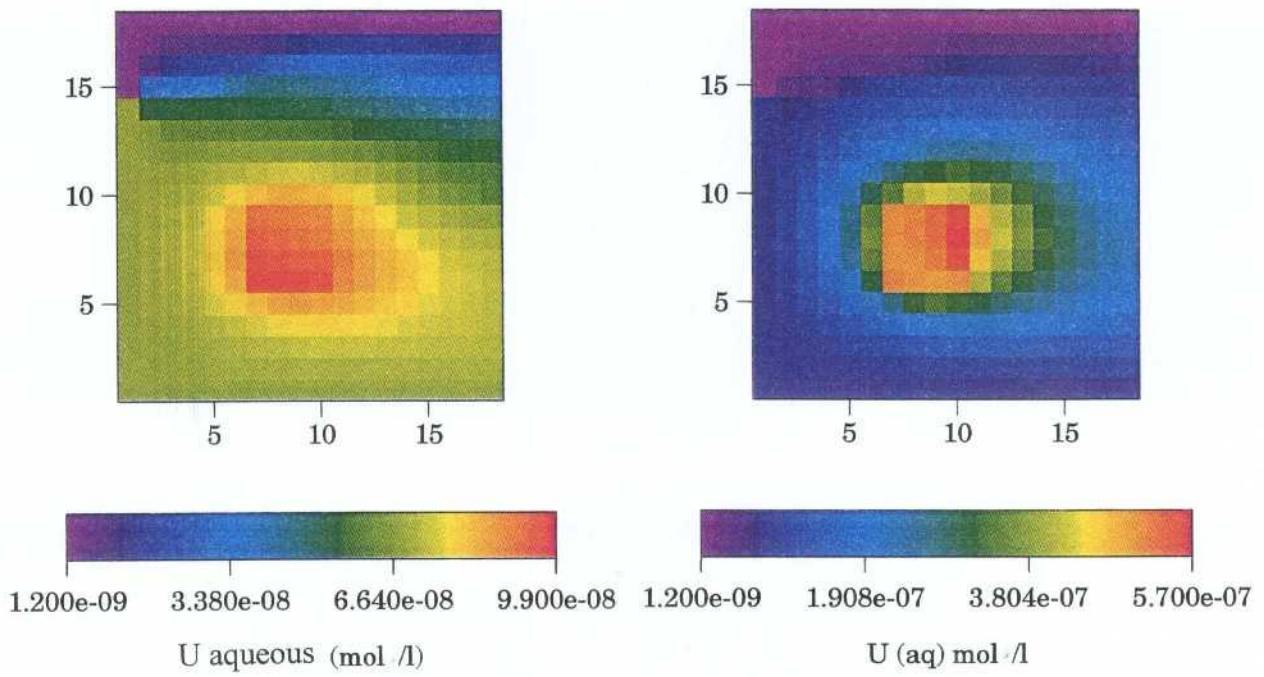 15
10
5
5 10 15
1.200e-09 3.380e-08 6.640e-08 9.900e-08
U aqueous (mol /l)
15
10
5
5 10 15
1.200e-09 1.908e-07 3.804e-07 5.700e-07
U (aq) mol /l